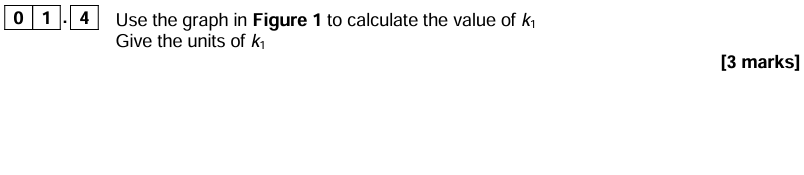 0 1 . 4 Use the graph in Figure 1 to calculate the value of k₁
Give the units of k₁
[3 marks]